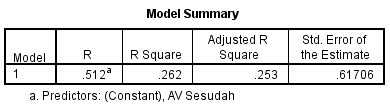 Model Summary
Model R R Square Adjusted R Square Std. Error of the Estimate
1 .512a .262 .253 .61706
a. Predictors: (Constant), AV Sesudah